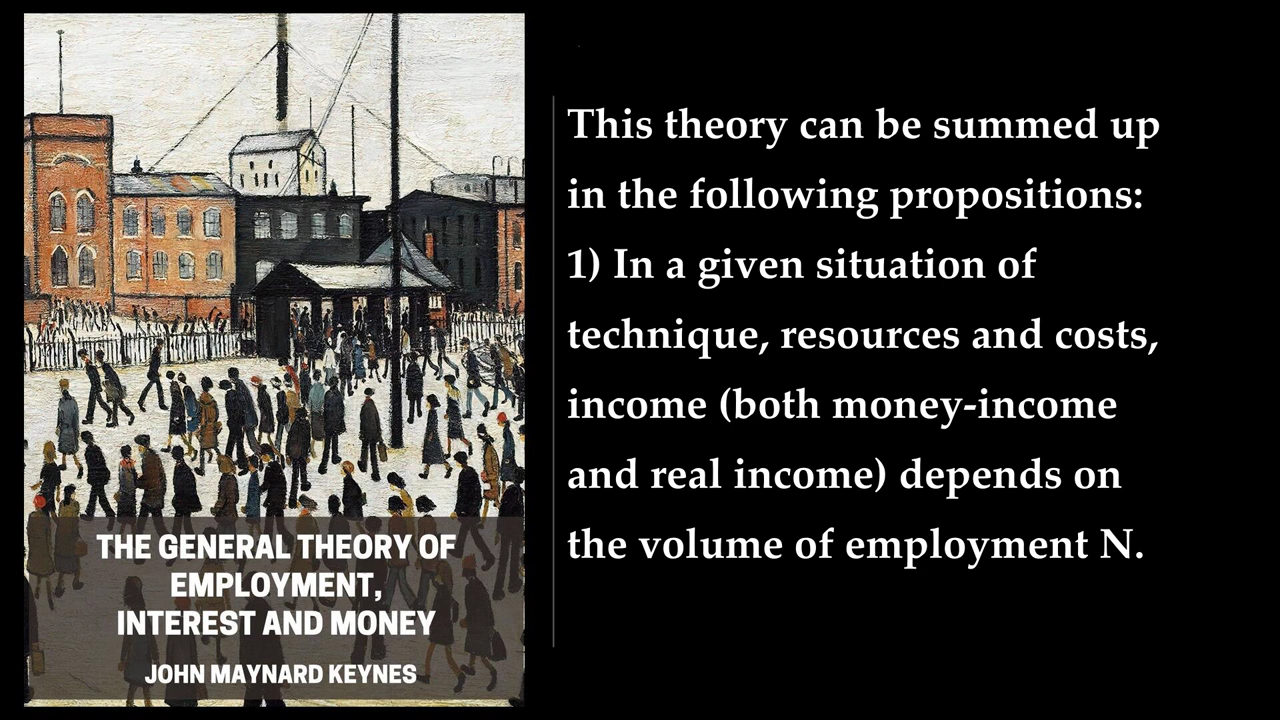 THE GENERAL THEORY OF
EMPLOYMENT,
INTEREST AND MONEY
JOHN MAYNARD KEYNES
This theory can be summed up
in the following propositions:
1) In a given situation of
technique, resources and costs,
income (both money-income
and real income) depends on
the volume of employment N.